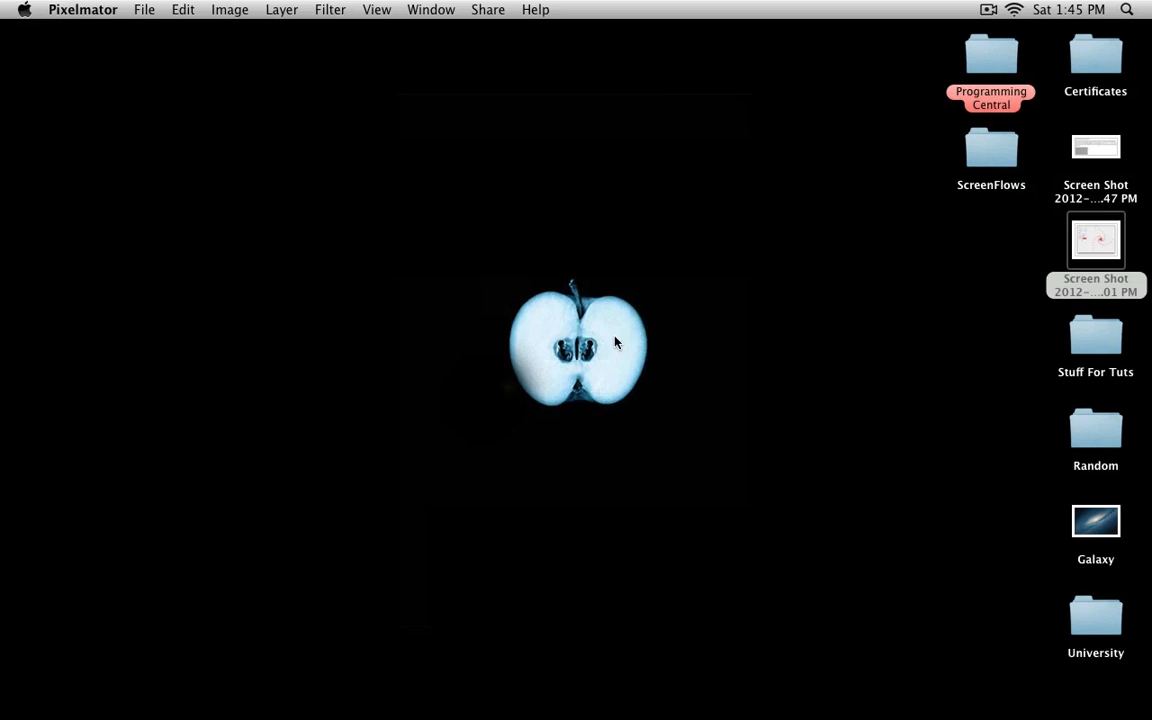 Pixelmator File Edit Image Layer Filter View Window Share Help Sat 1:45 PM
Programming
Central
Certificates
ScreenFlows
Screen Shot
2012-....47 PM
Screen Shot
2012-....01 PM
Stuff For Tuts
Random
Galaxy
University